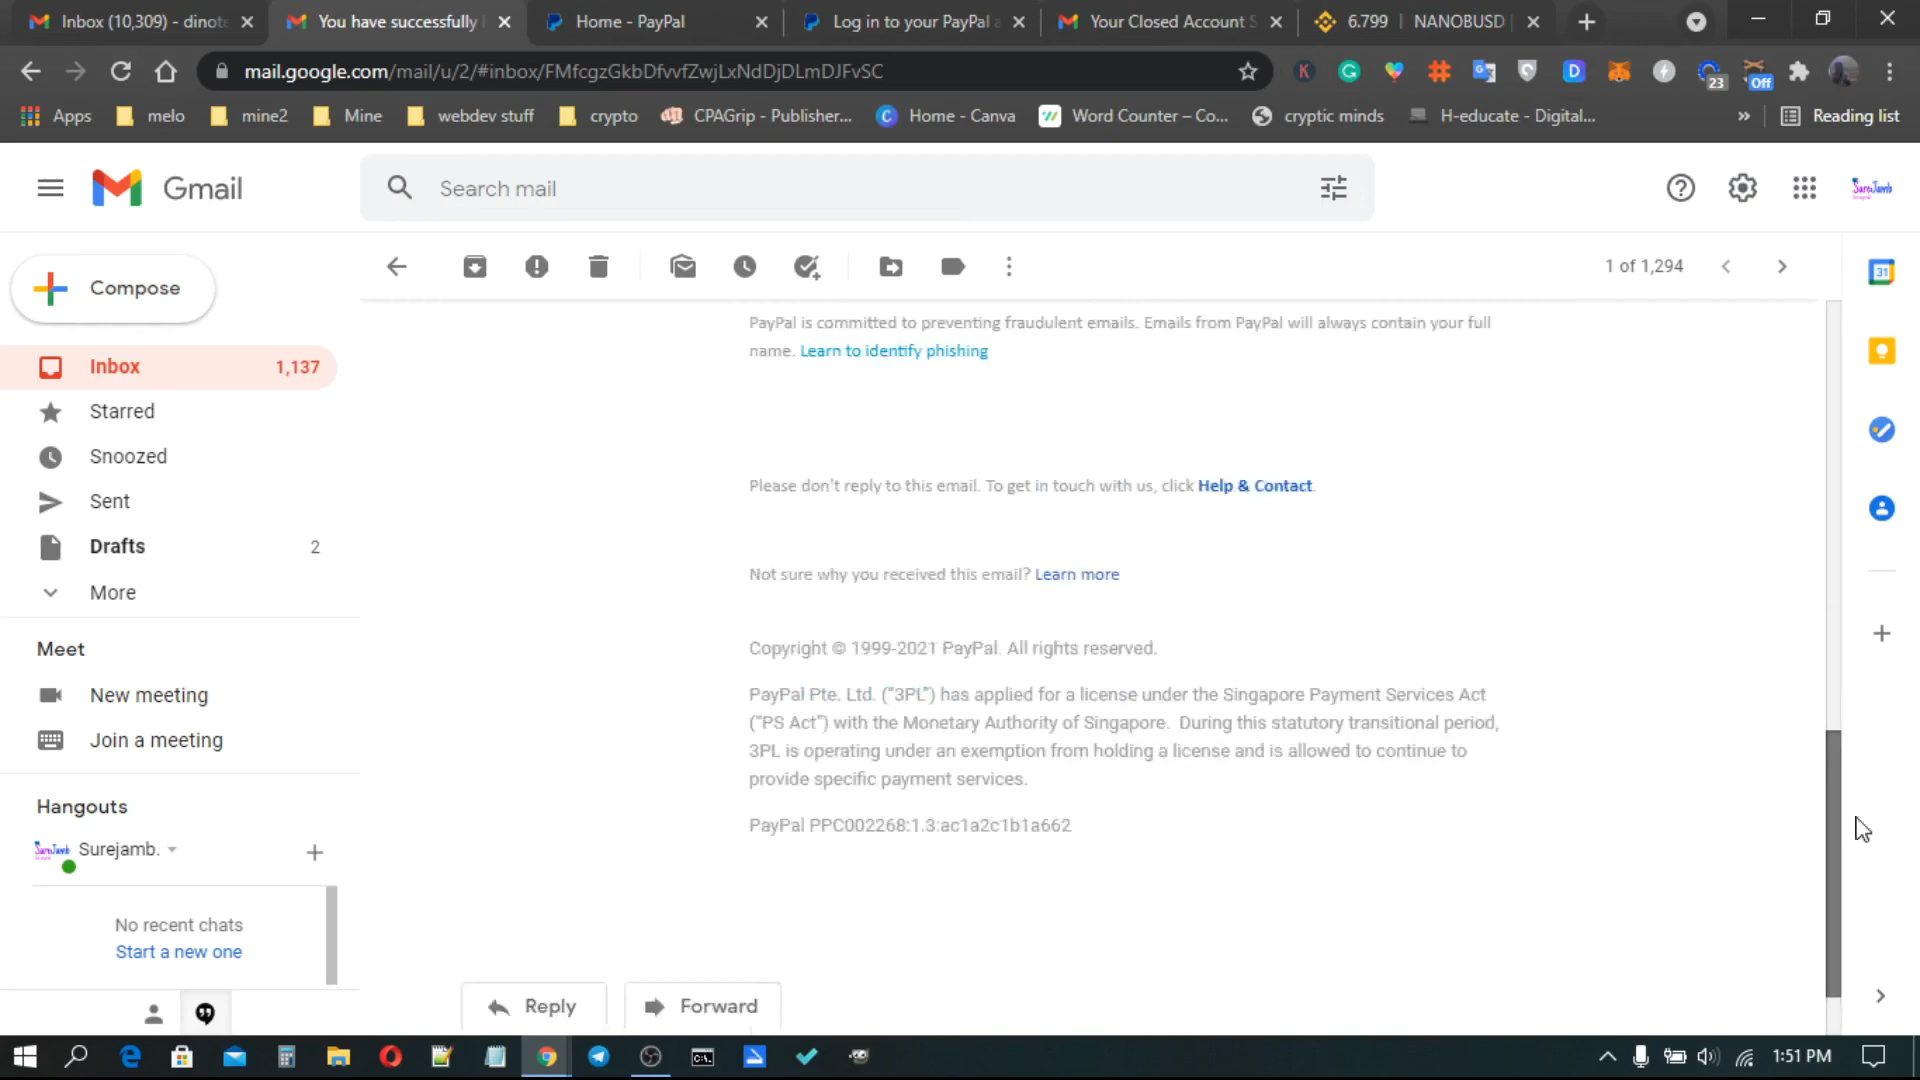 Inbox (10,309) - dinote
You have successfully
Home - PayPal
Log in to your PayPal a
Your Closed Account S
6.799 | NANOBUSD
mail.google.com/mail/u/2/#inbox/FMfcgzGkbDfvvfZwjLxNdDjDLmDJFvSC
23
Off
Apps
melo
mine2
Mine
webdev stuff
crypto
CPAGrip - Publisher...
Home - Canva
Word Counter – Co...
cryptic minds
H-educate - Digital...
»
Reading list
Gmail
Search mail
SureJamb
Compose
1 of 1,294
31
Inbox 1,137
Starred
Snoozed
Sent
Drafts 2
More
Meet
New meeting
Join a meeting
Hangouts
SureJamb
Surejamb.
No recent chats
Start a new one
PayPal is committed to preventing fraudulent emails. Emails from PayPal will always contain your full
name. Learn to identify phishing
Please don't reply to this email. To get in touch with us, click Help & Contact.
Not sure why you received this email? Learn more
Copyright © 1999-2021 PayPal. All rights reserved.
PayPal Pte. Ltd. (“3PL”) has applied for a license under the Singapore Payment Services Act
(“PS Act”) with the Monetary Authority of Singapore.  During this statutory transitional period,
3PL is operating under an exemption from holding a license and is allowed to continue to
provide specific payment services.
PayPal PPC002268:1.3:ac1a2c1b1a662
Reply
Forward
1:51 PM